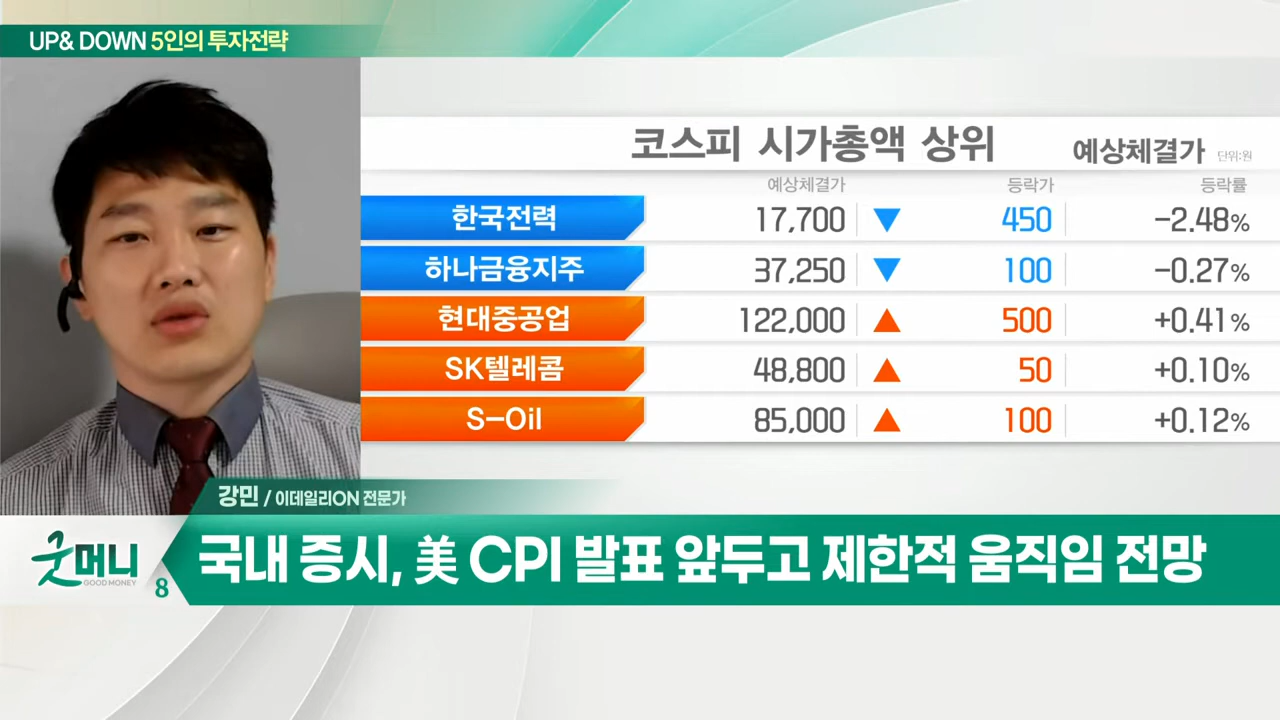 UP& DOWN 5인의 투자전략
코스피 시가총액 상위 예상체결가 단위:원
예상체결가 등락가 등락률
한국전력 17,700 ▼ 450 -2.48%
하나금융지주 37,250 ▼ 100 -0.27%
현대중공업 122,000 ▲ 500 +0.41%
SK텔레콤 48,800 ▲ 50 +0.10%
S-Oil 85,000 ▲ 100 +0.12%
강민 / 이데일리ON 전문가
굿머니
GOOD MONEY
8
국내 증시, 美 CPI 발표 앞두고 제한적 움직임 전망